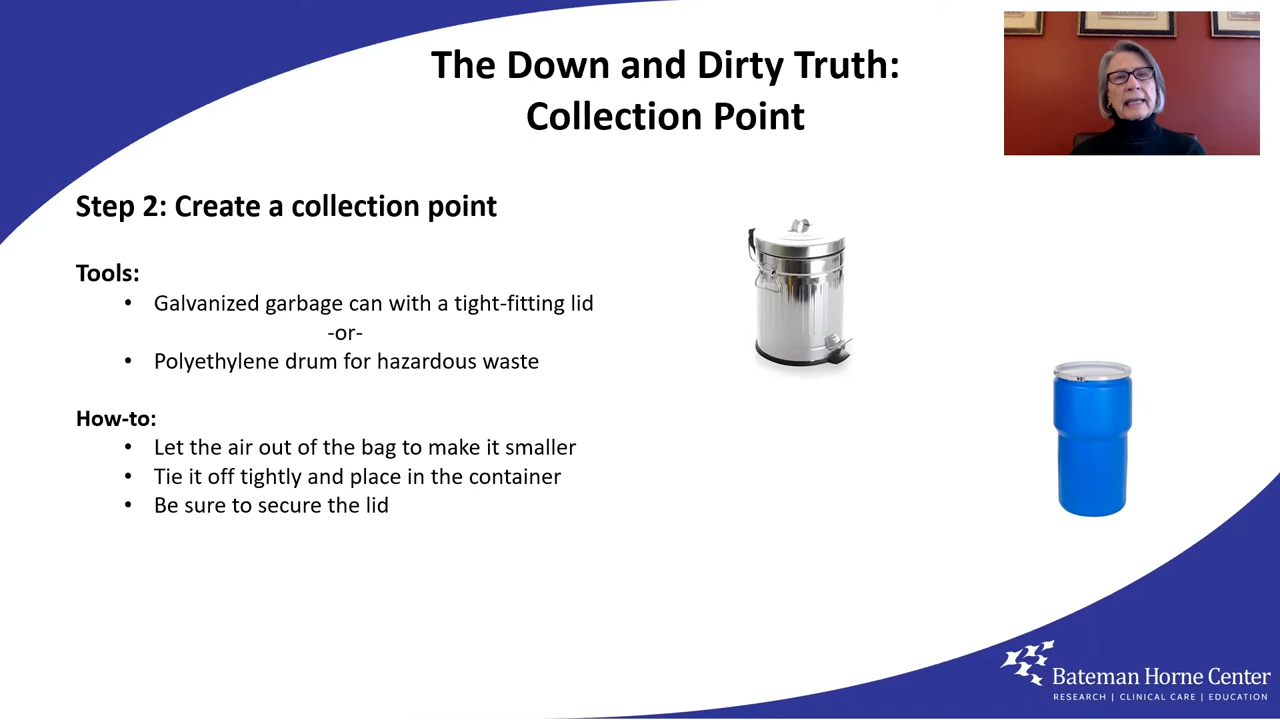 The Down and Dirty Truth:
Collection Point
Step 2: Create a collection point
Tools:
• Galvanized garbage can with a tight-fitting lid
-or-
• Polyethylene drum for hazardous waste
How-to:
• Let the air out of the bag to make it smaller
• Tie it off tightly and place in the container
• Be sure to secure the lid
Bateman Horne Center
RESEARCH | CLINICAL CARE | EDUCATION